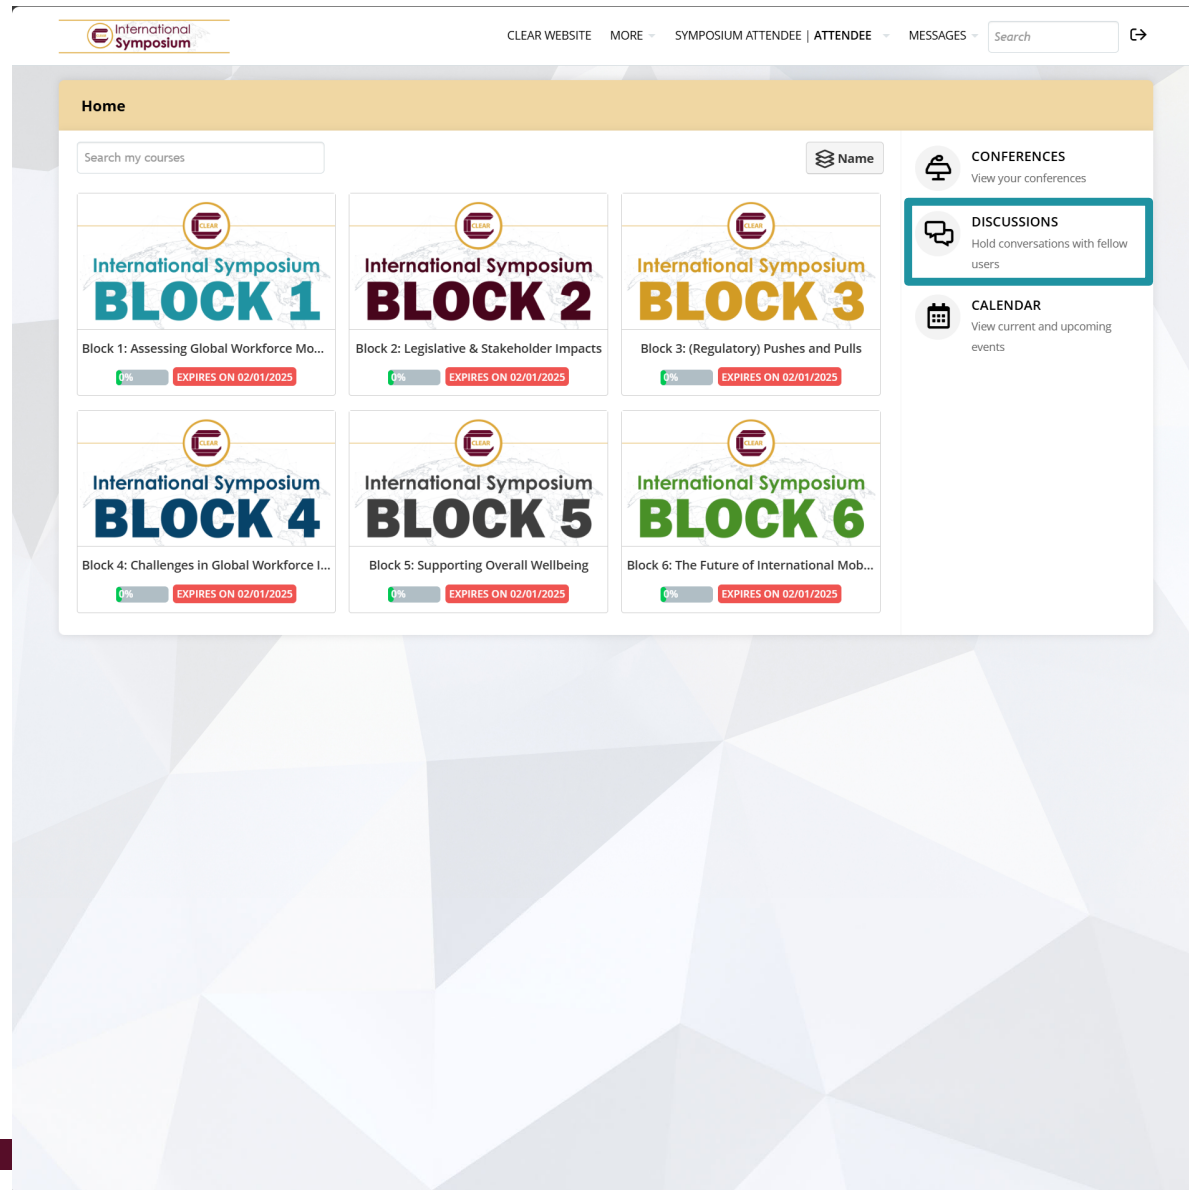 International
Symposium
CLEAR WEBSITE MORE SYMPOSIUM ATTENDEE | ATTENDEE MESSAGES Search
Home
Search my courses
Name
CONFERENCES
View your conferences
DISCUSSIONS
Hold conversations with fellow
users
CALENDAR
View current and upcoming
events
CLEAR
International Symposium
BLOCK 1
Block 1: Assessing Global Workforce Mo...
0% EXPIRES ON 02/01/2025
CLEAR
International Symposium
BLOCK 2
Block 2: Legislative & Stakeholder Impacts
0% EXPIRES ON 02/01/2025
CLEAR
International Symposium
BLOCK 3
Block 3: (Regulatory) Pushes and Pulls
0% EXPIRES ON 02/01/2025
CLEAR
International Symposium
BLOCK 4
Block 4: Challenges in Global Workforce I...
0% EXPIRES ON 02/01/2025
CLEAR
International Symposium
BLOCK 5
Block 5: Supporting Overall Wellbeing
0% EXPIRES ON 02/01/2025
CLEAR
International Symposium
BLOCK 6
Block 6: The Future of International Mob...
0% EXPIRES ON 02/01/2025